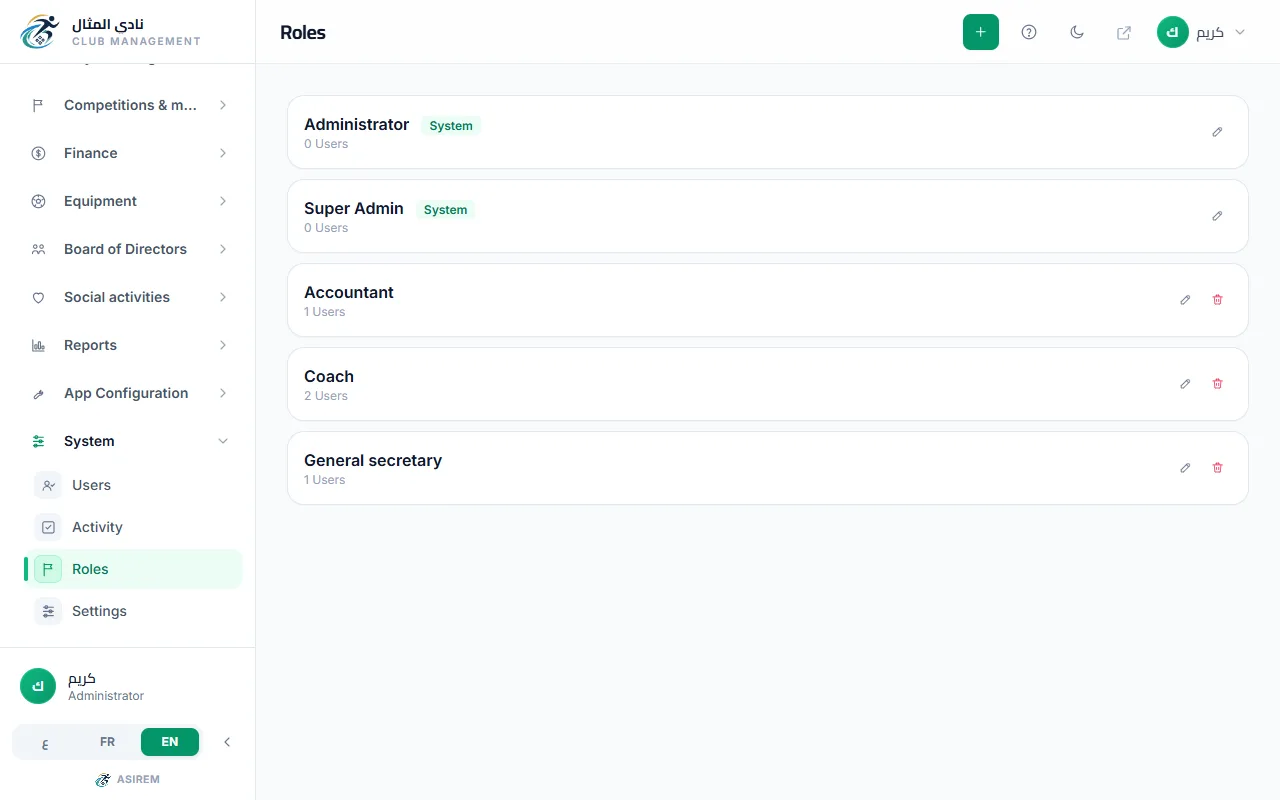 نادي المثال
CLUB MANAGEMENT
Roles
ك
كريم
Competitions & m...
Finance
Equipment
Board of Directors
Social activities
Reports
App Configuration
System
Users
Activity
Roles
Settings
ك
كريم
Administrator
ع
FR
EN
ASIREM
Administrator
System
0 Users
Super Admin
System
0 Users
Accountant
1 Users
Coach
2 Users
General secretary
1 Users